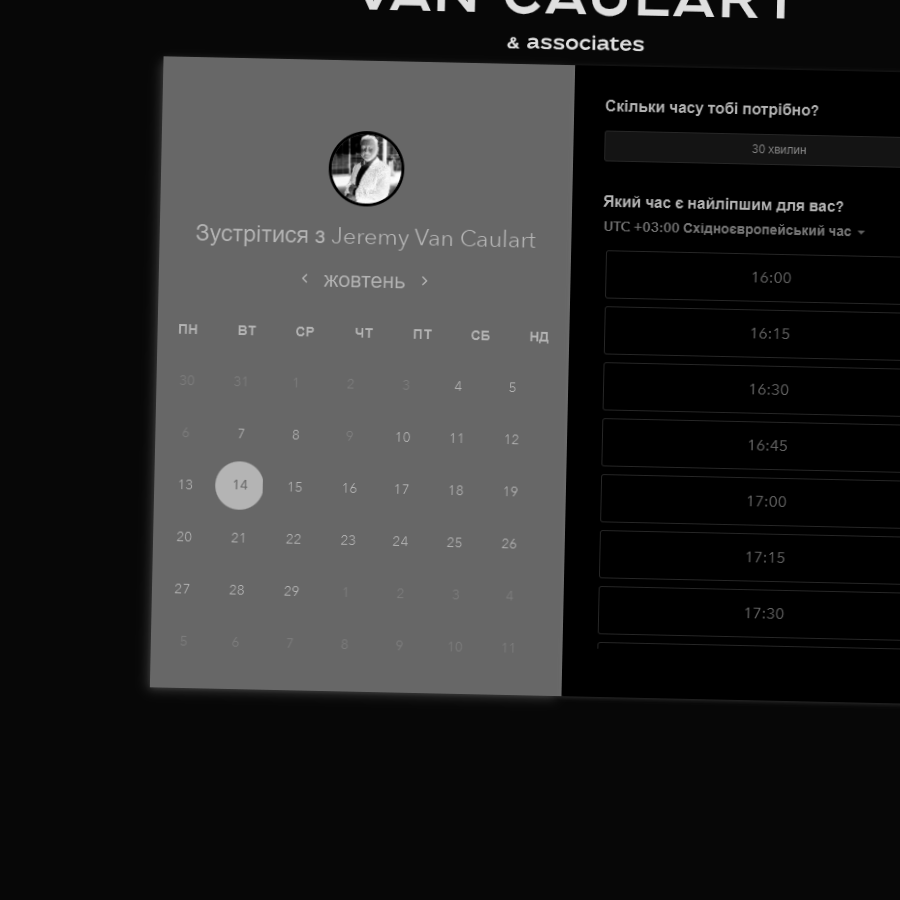 VAN CAULART
& associates
Зустрітися з Jeremy Van Caulart
жовтень
ПН ВТ СР ЧТ ПТ СБ НД
30 31 1 2 3 4 5
6 7 8 9 10 11 12
13 14 15 16 17 18 19
20 21 22 23 24 25 26
27 28 29 1 2 3 4
5 6 7 8 9 10 11
Скільки часу тобі потрібно?
30 хвилин
Який час є найліпшим для вас?
UTC +03:00 Східноєвропейський час
16:00
16:15
16:30
16:45
17:00
17:15
17:30